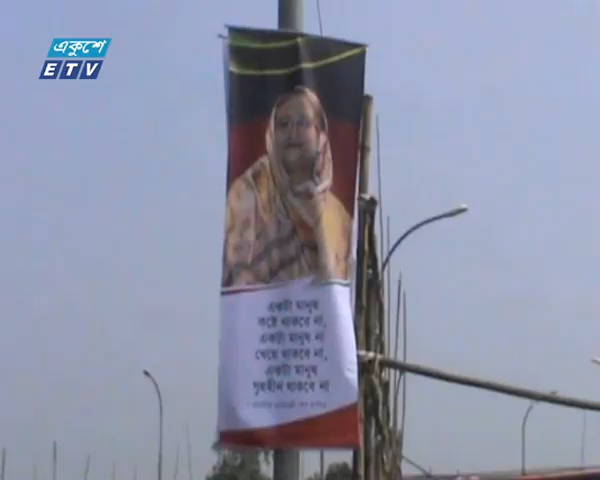 একুশে
ETV
একটা মানুষ
কষ্টে থাকবে না,
একটা মানুষ না
খেয়ে থাকবে না,
একটা মানুষ
গৃহহীন থাকবে না